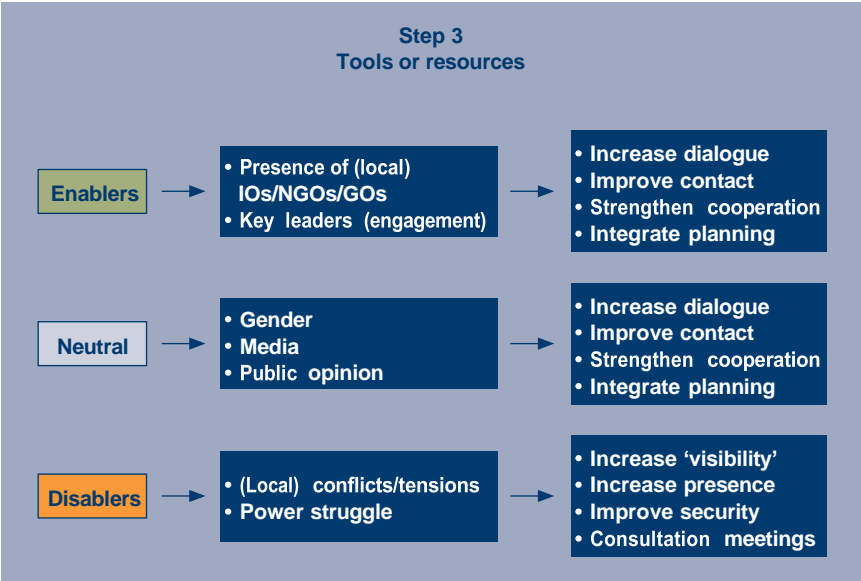 Step 3
Tools or resources
Enablers
• Presence of (local)
IOs/NGOs/GOs
• Key leaders (engagement)
• Increase dialogue
• Improve contact
• Strengthen cooperation
• Integrate planning
Neutral
• Gender
• Media
• Public opinion
• Increase dialogue
• Improve contact
• Strengthen cooperation
• Integrate planning
Disablers
• (Local) conflicts/tensions
• Power struggle
• Increase ‘visibility’
• Increase presence
• Improve security
• Consultation meetings